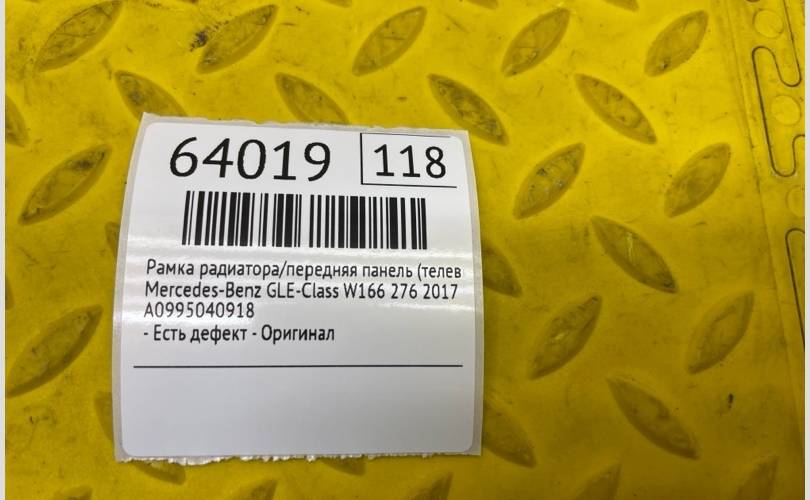 64019 118
Рамка радиатора/передняя панель (телев
Mercedes-Benz GLE-Class W166 276 2017
A0995040918
- Есть дефект - Оригинал